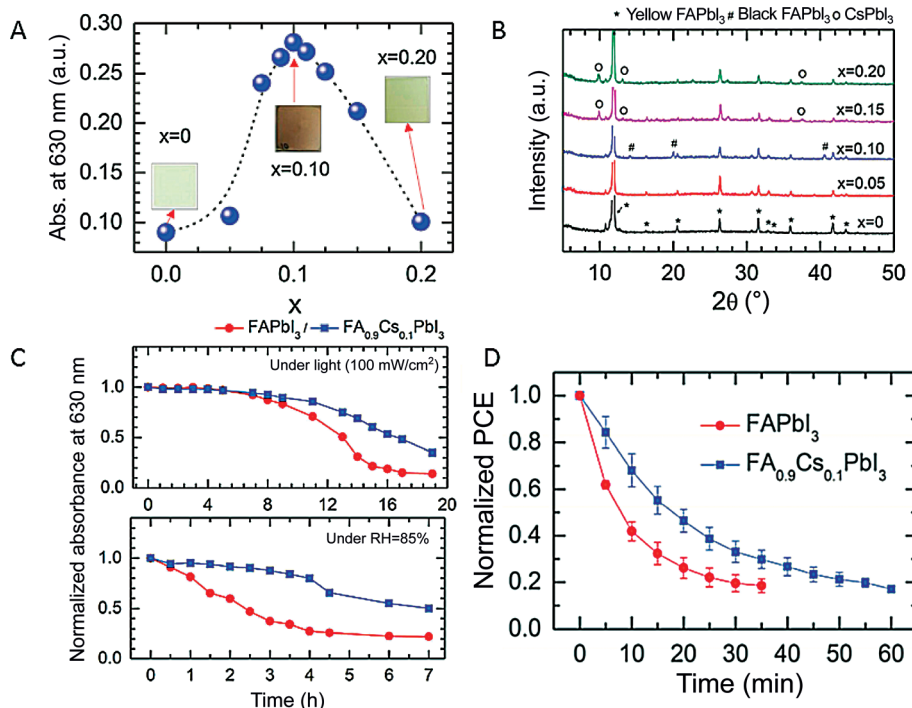 A
Abs. at 630 nm (a.u.)
0.30
0.25
0.20
0.15
0.10
x=0
x=0.10
x=0.20
0.0
0.1
0.2
X
B
* Yellow FAPbI3 # Black FAPbI3 o CsPbI3
Intensity (a.u.)
o o o x=0.20
o o o x=0.15
# # # x=0.10
x=0.05
* * * * * * * * * * x=0
10 20 30 40 50
2θ (°)
C
FAPbI3 / FA0.9Cs0.1PbI3
Normalized absorbance at 630 nm
Under light (100 mW/cm2)
1.0
0.5
0.0
0 4 8 12 16 20
Under RH=85%
1.0
0.5
0.0
0 1 2 3 4 5 6 7
Time (h)
D
Normalized PCE
1.0
0.8
0.6
0.4
0.2
0.0
FAPbI3
FA0.9Cs0.1PbI3
0 10 20 30 40 50 60
Time (min)